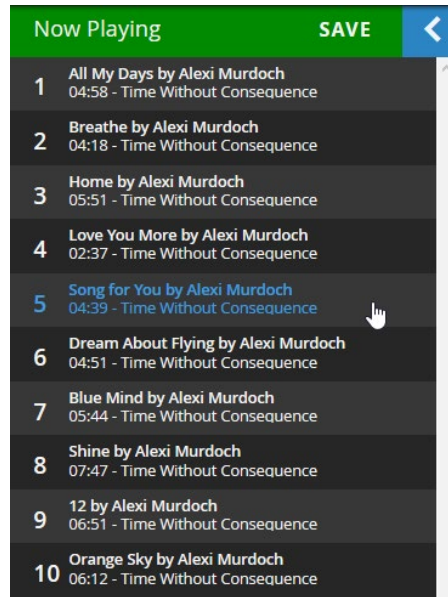 Now Playing SAVE
1 All My Days by Alexi Murdoch
04:58 - Time Without Consequence
2 Breathe by Alexi Murdoch
04:18 - Time Without Consequence
3 Home by Alexi Murdoch
05:51 - Time Without Consequence
4 Love You More by Alexi Murdoch
02:37 - Time Without Consequence
5 Song for You by Alexi Murdoch
04:39 - Time Without Consequence
6 Dream About Flying by Alexi Murdoch
04:51 - Time Without Consequence
7 Blue Mind by Alexi Murdoch
05:44 - Time Without Consequence
8 Shine by Alexi Murdoch
07:47 - Time Without Consequence
9 12 by Alexi Murdoch
06:51 - Time Without Consequence
10 Orange Sky by Alexi Murdoch
06:12 - Time Without Consequence